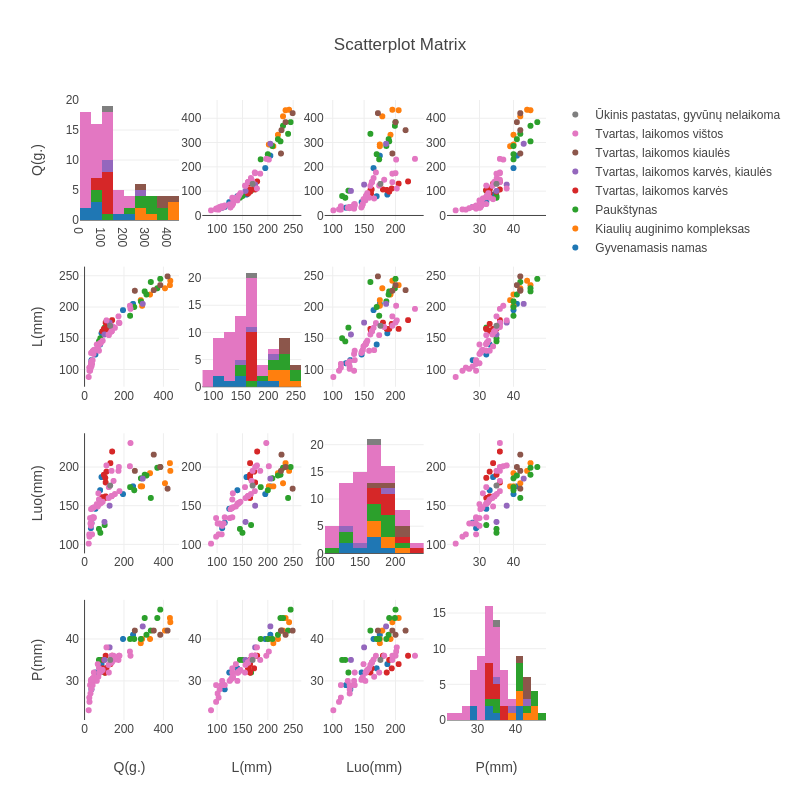 Scatterplot Matrix
Ūkinis pastatas, gyvūnų nelaikoma
Tvartas, laikomos vištos
Tvartas, laikomos kiaulės
Tvartas, laikomos karvės, kiaulės
Tvartas, laikomos karvės
Paukštynas
Kiaulių auginimo kompleksas
Gyvenamasis namas
Q(g.)
20
15
10
5
0
0 100 200 300 400
400
300
200
100
0
100 150 200 250
400
300
200
100
0
100 150 200
400
300
200
100
0
30 40
L(mm)
250
200
150
100
0 200 400
20
15
10
5
0
100 150 200 250
250
200
150
100
100 150 200
250
200
150
100
30 40
Luo(mm)
200
150
100
0 200 400
200
150
100
100 150 200 250
20
15
10
5
0
100 150 200
200
150
100
30 40
P(mm)
40
30
0 200 400
40
30
100 150 200 250
40
30
100 150 200
15
10
5
0
30 40
Q(g.) L(mm) Luo(mm) P(mm)